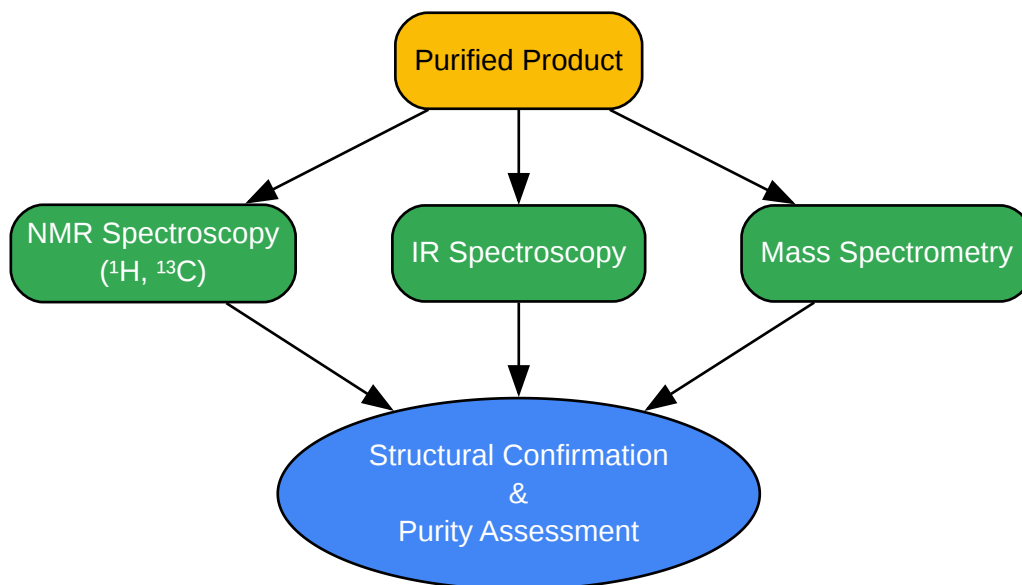 Purified Product
NMR Spectroscopy
(¹H, ¹³C)
IR Spectroscopy
Mass Spectrometry
Structural Confirmation
&
Purity Assessment